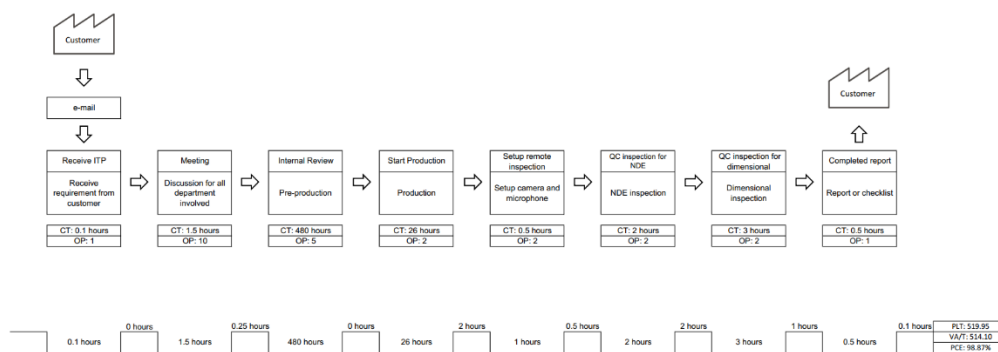 Customer
e-mail
Customer
Receive ITP
Receive requirement from customer
CT: 0.1 hours
OP: 1
Meeting
Discussion for all department involved
CT: 1.5 hours
OP: 10
Internal Review
Pre-production
CT: 480 hours
OP: 5
Start Production
Production
CT: 26 hours
OP: 2
Setup remote inspection
Setup camera and microphone
CT: 0.5 hours
OP: 2
QC inspection for NDE
NDE inspection
CT: 2 hours
OP: 2
QC inspection for dimensional
Dimensional inspection
CT: 3 hours
OP: 2
Completed report
Report or checklist
CT: 0.5 hours
OP: 1
0 hours
0.25 hours
0 hours
2 hours
0.5 hours
2 hours
1 hours
0.1 hours
0.1 hours
1.5 hours
480 hours
26 hours
1 hours
2 hours
3 hours
0.5 hours
PLT: 519.95
VA/T: 514.10
PCE: 98.87%